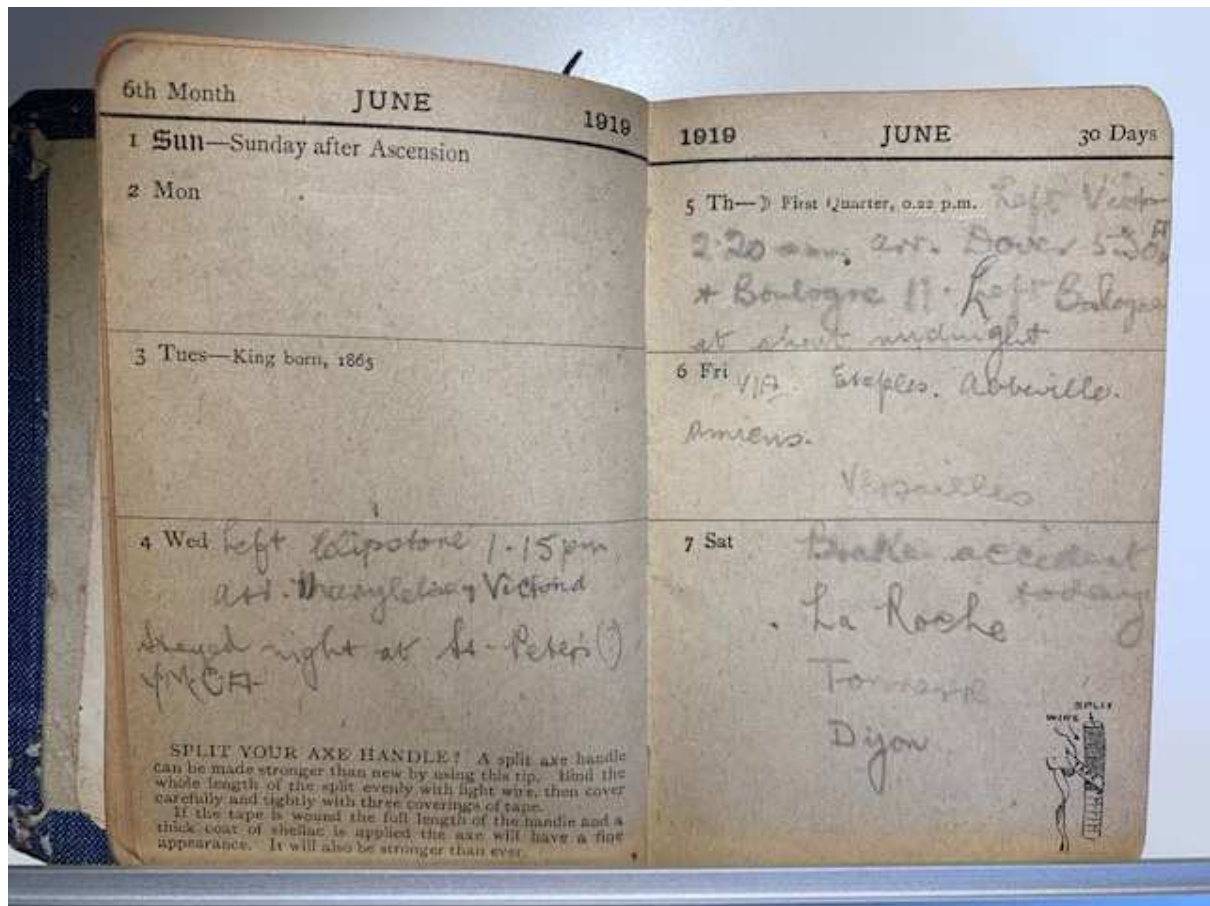 6th Month JUNE 1919
1 Sun—Sunday after Ascension
2 Mon
3 Tues—King born, 1865
4 Wed Left Clipstone 1.15pm
arr. Marylebone, Victoria
Stayed night at St. Peter's (?)
YMCA
SPLIT YOUR AXE HANDLE? A split axe handle
can be made stronger than new by using this tip. Bind the
whole length of the split evenly with light wire, then cover
carefully and tightly with three coverings of tape.
If the tape is wound the full length of the handle and a
thick coat of shellac is applied the axe will have a fine
appearance. It will also be stronger than ever.
1919 JUNE 30 Days
5 Th—☽ First Quarter, 0.22 p.m. Left Victoria
2.20 am, arr. Dover 5.30
+ Boulogne 11. Left Bologne
at about midnight
6 Fri VIA. Etaples. Abbeville.
Amiens.
Versailles
7 Sat Brake accident
today
La Roche
Tonnerre
Dijon
SPLIT
WIRE